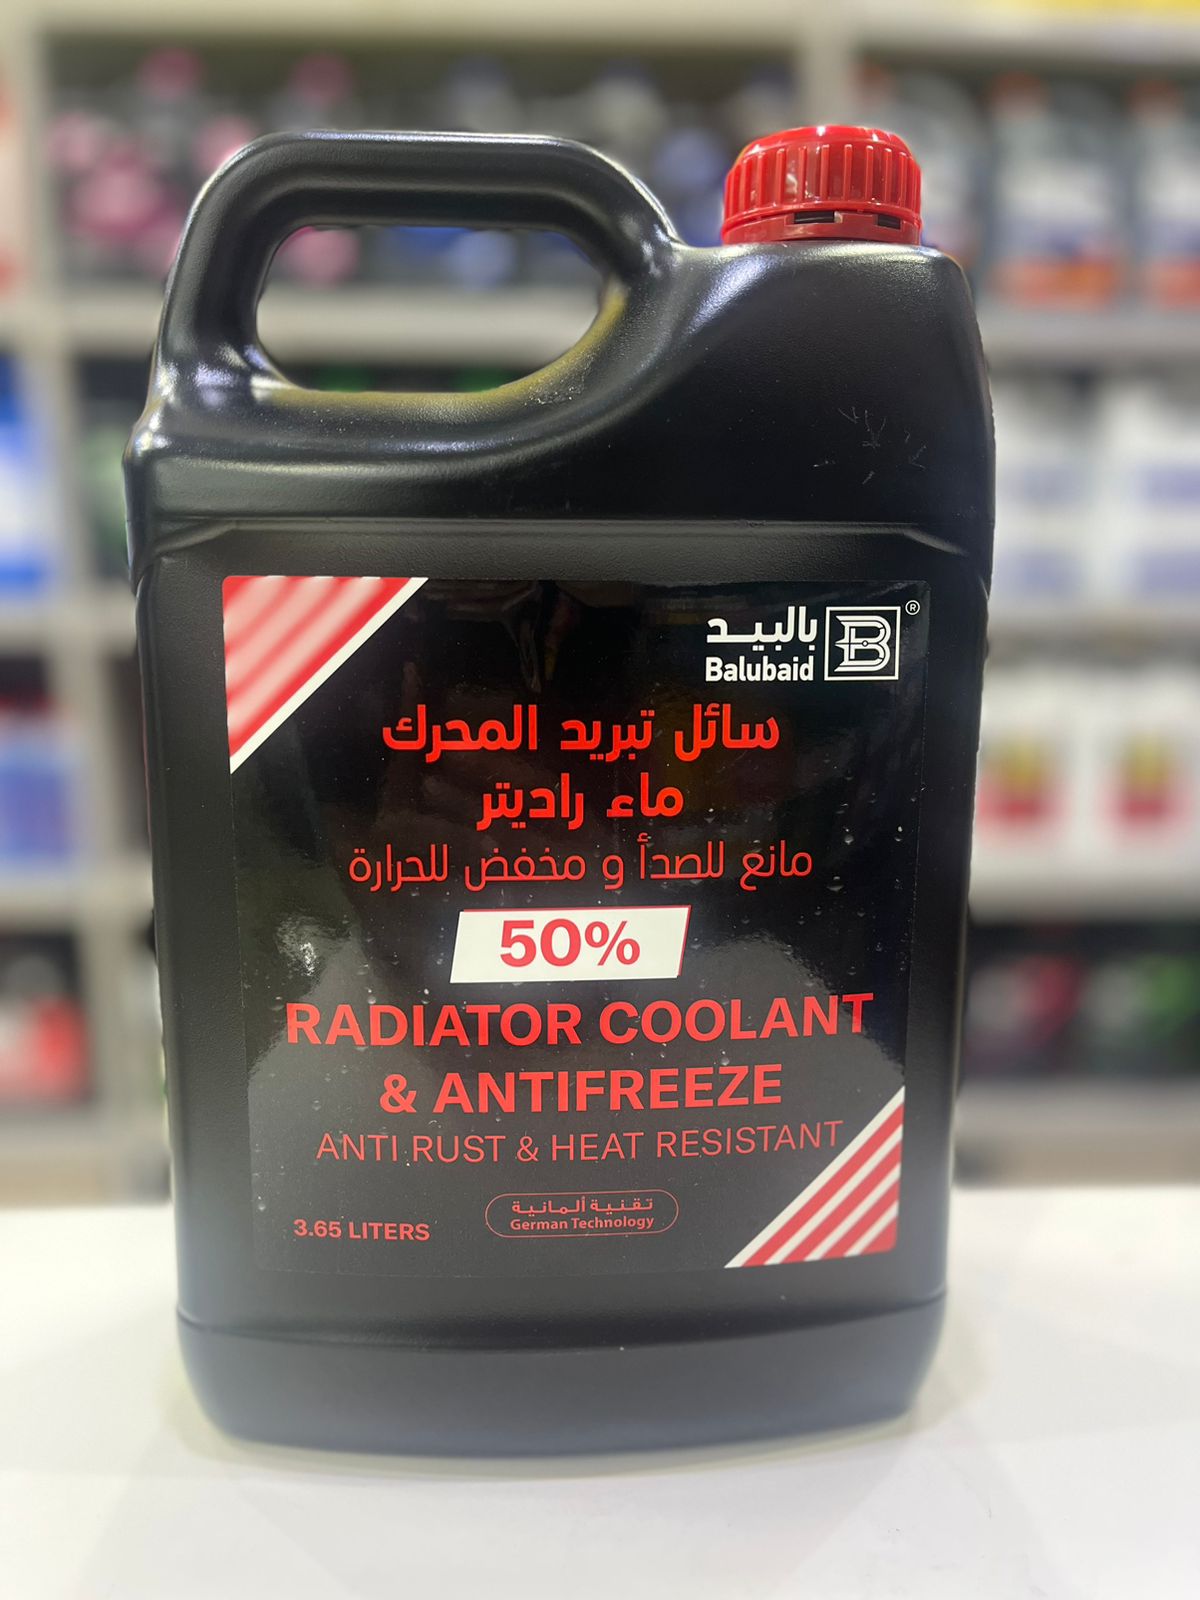 بالبيد
Balubaid
B
®
سائل تبريد المحرك
ماء راديتر
مانع للصدأ و مخفض للحرارة
50%
RADIATOR COOLANT
& ANTIFREEZE
ANTI RUST & HEAT RESISTANT
تقنية ألمانية
German Technology
3.65 LITERS